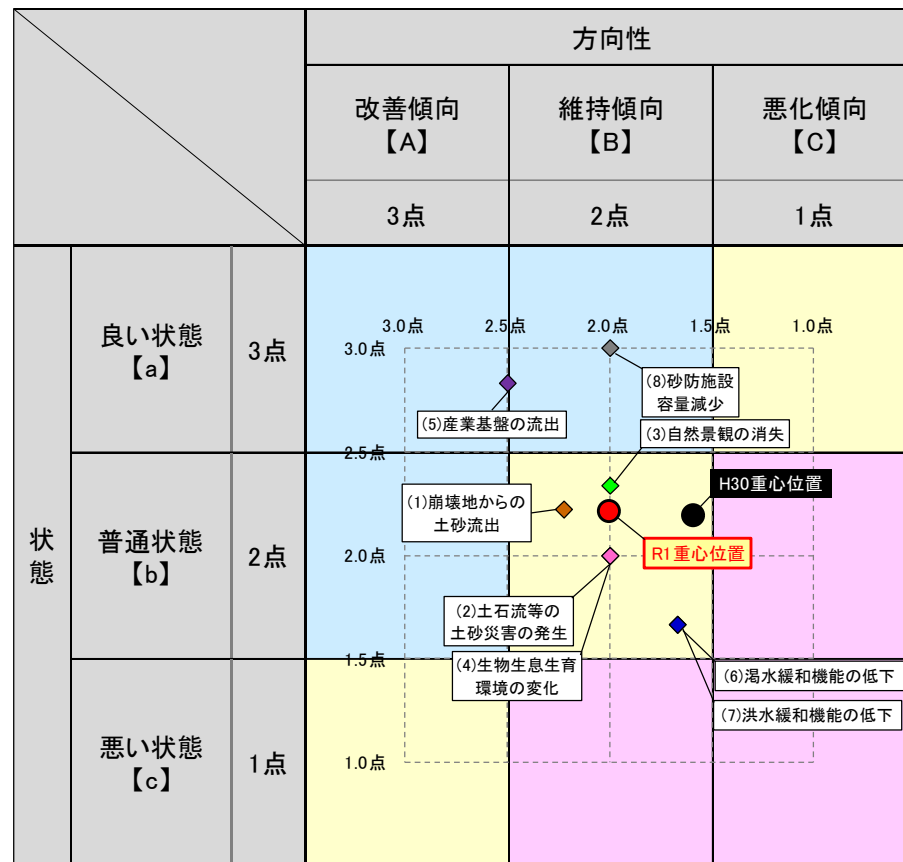 方向性
改善傾向
【A】
維持傾向
【B】
悪化傾向
【C】
3点
2点
1点
状態
良い状態
【a】
3点
普通状態
【b】
2点
悪い状態
【c】
1点
3.0点
2.5点
2.0点
1.5点
1.0点
3.0点
2.5点
2.0点
1.5点
1.0点
(8)砂防施設
容量減少
(5)産業基盤の流出
(3)自然景観の消失
H30重心位置
(1)崩壊地からの
土砂流出
R1重心位置
(2)土石流等の
土砂災害の発生
(4)生物生息生育
環境の変化
(6)渇水緩和機能の低下
(7)洪水緩和機能の低下